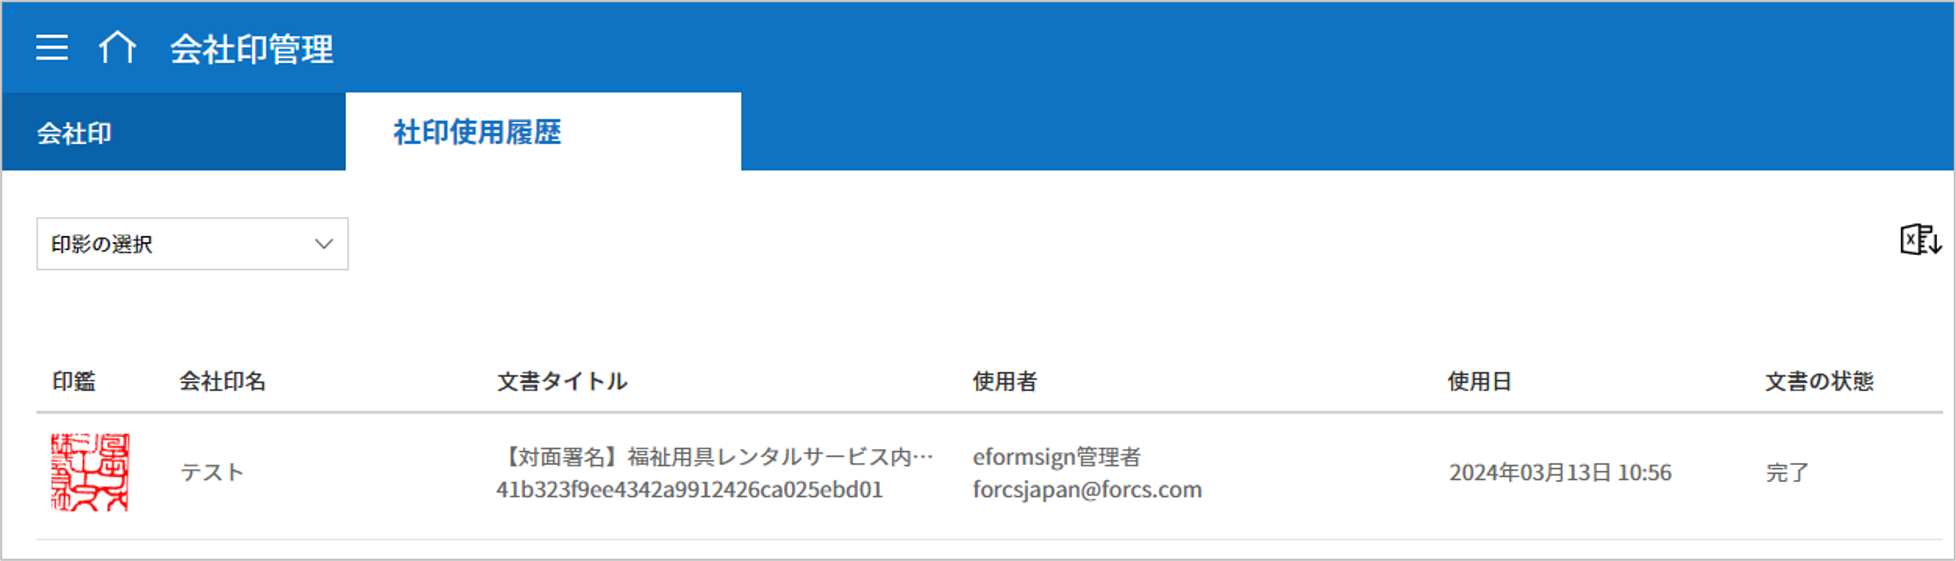 会社印管理
会社印
社印使用履歴
印影の選択
印鑑 会社印名 文書タイトル 使用者 使用日 文書の状態
テスト 【対面署名】福祉用具レンタルサービス内… eformsign管理者 2024年03月13日 10:56 完了
41b323f9ee4342a9912426ca025ebd01 forcsjapan@forcs.com